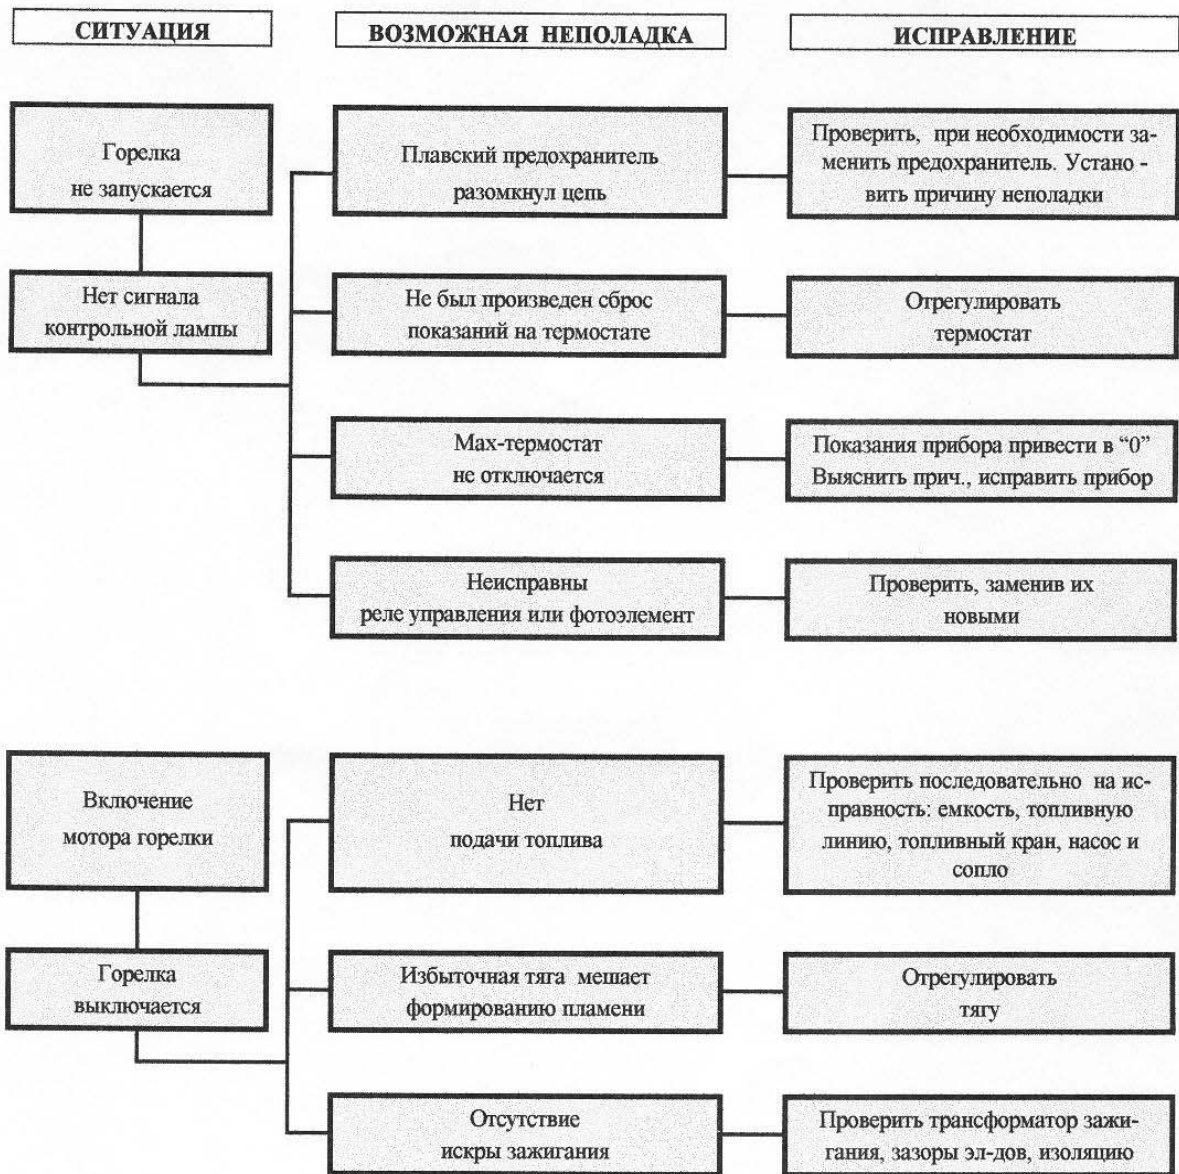 СИТУАЦИЯ
ВОЗМОЖНАЯ НЕПОЛАДКА
ИСПРАВЛЕНИЕ
Горелка
не запускается
Нет сигнала
контрольной лампы
Плавский предохранитель
разомкнул цепь
Проверить, при необходимости за-
менить предохранитель. Устано -
вить причину неполадки
Не был произведен сброс
показаний на термостате
Отрегулировать
термостат
Мах-термостат
не отключается
Показания прибора привести в “0”
Выяснить прич., исправить прибор
Неисправны
реле управления или фотоэлемент
Проверить, заменив их
новыми
Включение
мотора горелки
Горелка
выключается
Нет
подачи топлива
Проверить последовательно на ис-
правность: емкость, топливную
линию, топливный кран, насос и
сопло
Избыточная тяга мешает
формированию пламени
Отрегулировать
тягу
Отсутствие
искры зажигания
Проверить трансформатор зажи-
гания, зазоры эл-дов, изоляцию